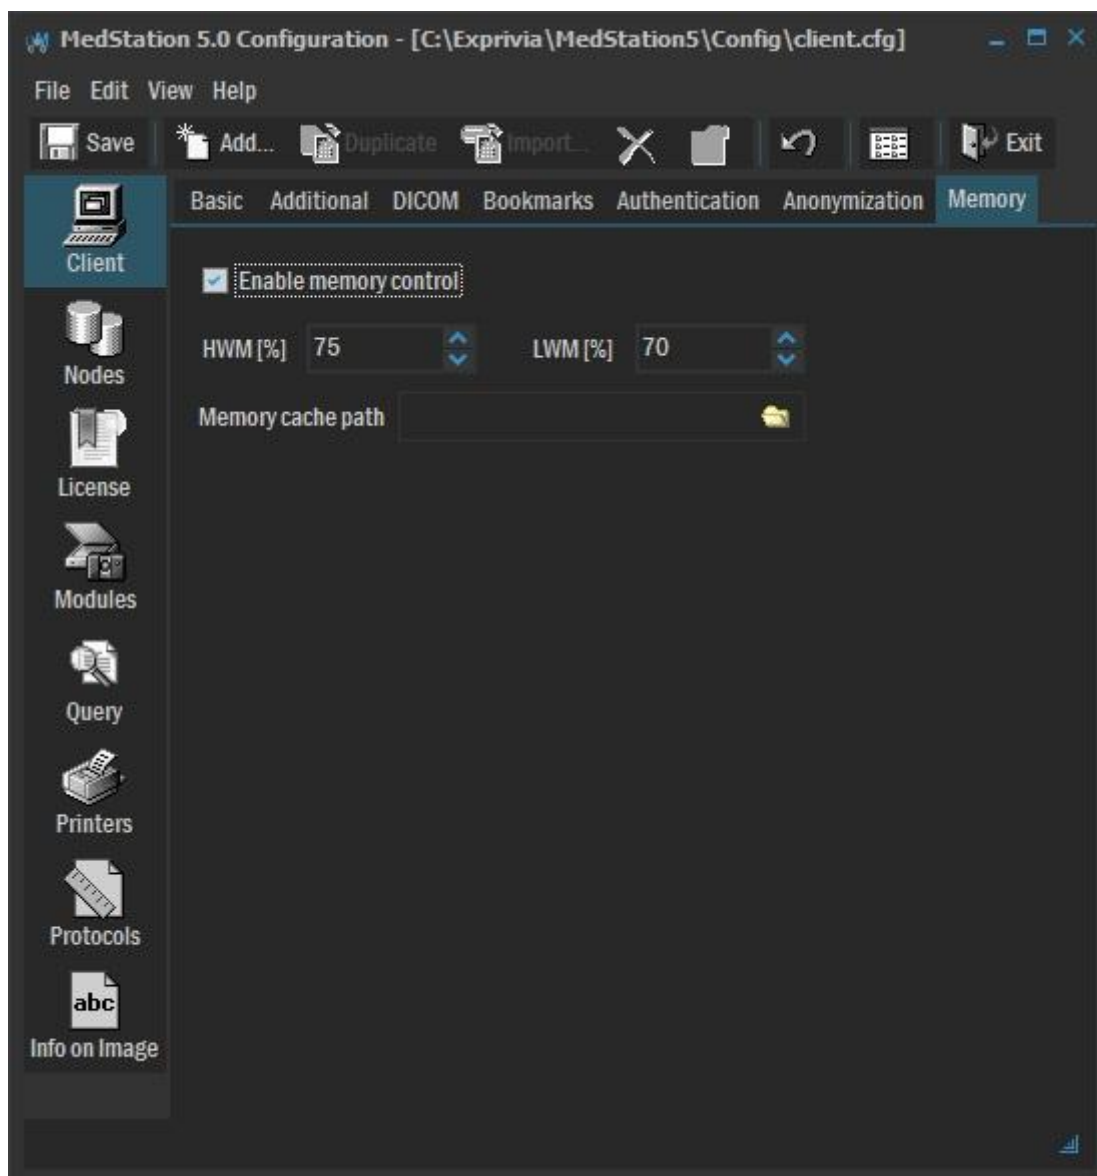 MedStation 5.0 Configuration - [C:\Exprivia\MedStation5\Config\client.cfg]
File Edit View Help
Save Add... Duplicate Import... Exit
Basic Additional DICOM Bookmarks Authentication Anonymization Memory
Client
Enable memory control
HWM [%] 75 LWM [%] 70
Nodes
Memory cache path
License
Modules
Query
Printers
Protocols
abc
Info on Image